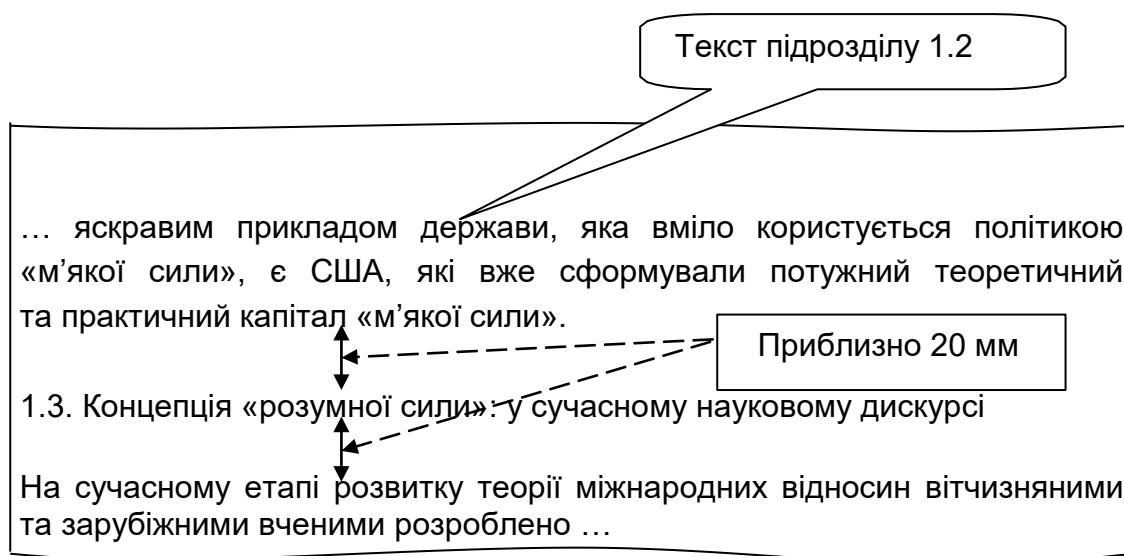 Текст підрозділу 1.2
… яскравим прикладом держави, яка вміло користується політикою
«м’якої сили», є США, які вже сформували потужний теоретичний
та практичний капітал «м’якої сили».
Приблизно 20 мм
1.3. Концепція «розумної сили»: у сучасному науковому дискурсі
На сучасному етапі розвитку теорії міжнародних відносин вітчизняними
та зарубіжними вченими розроблено …